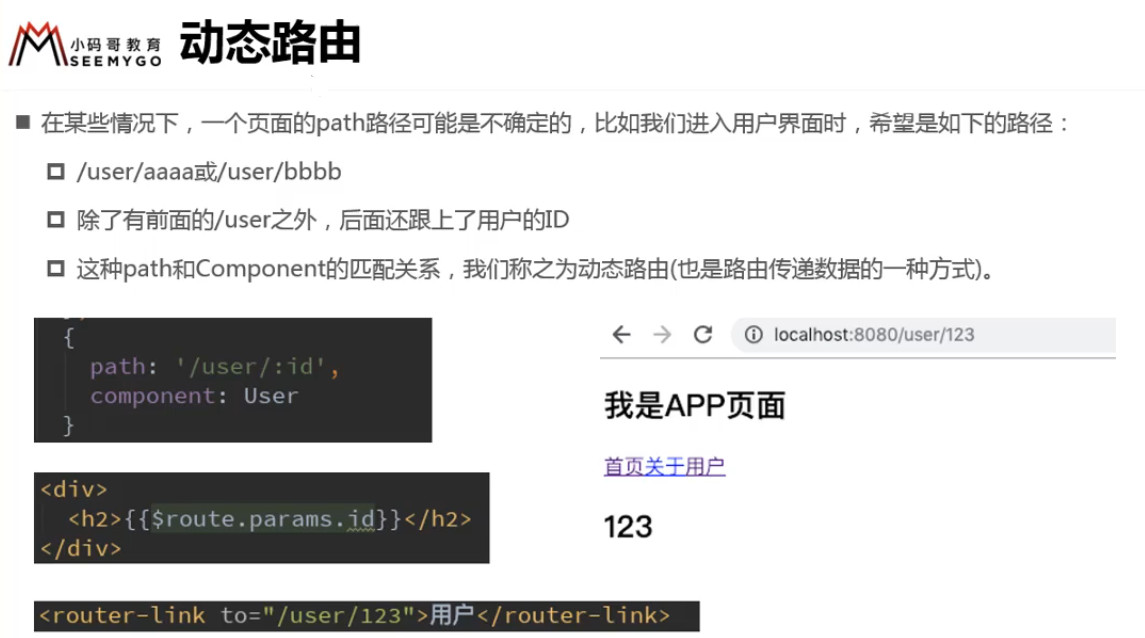 小码哥教育
SEEMYGO
动态路由
在某些情况下，一个页面的path路径可能是不确定的，比如我们进入用户界面时，希望是如下的路径：
/user/aaaa或/user/bbbb
除了有前面的/user之外，后面还跟上了用户的ID
这种path和Component的匹配关系，我们称之为动态路由(也是路由传递数据的一种方式)。
{
path: '/user/:id',
component: User
}
<div>
<h2>{{$route.params.id}}</h2>
</div>
<router-link to="/user/123">用户</router-link>
localhost:8080/user/123
我是APP页面
首页关于用户
123